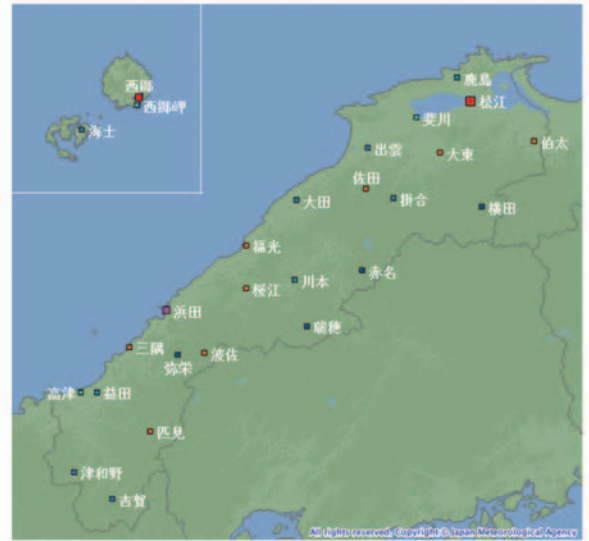 西郷
西郷岬
海士
鹿島
松江
斐川
出雲
大東
伯太
佐田
掛合
大田
横田
福光
赤名
川本
桜江
浜田
瑞穂
三隅
弥栄
波佐
高津
益田
匹見
津和野
吉賀
All rights reserved. Copyright © Japan Meteorological Agency